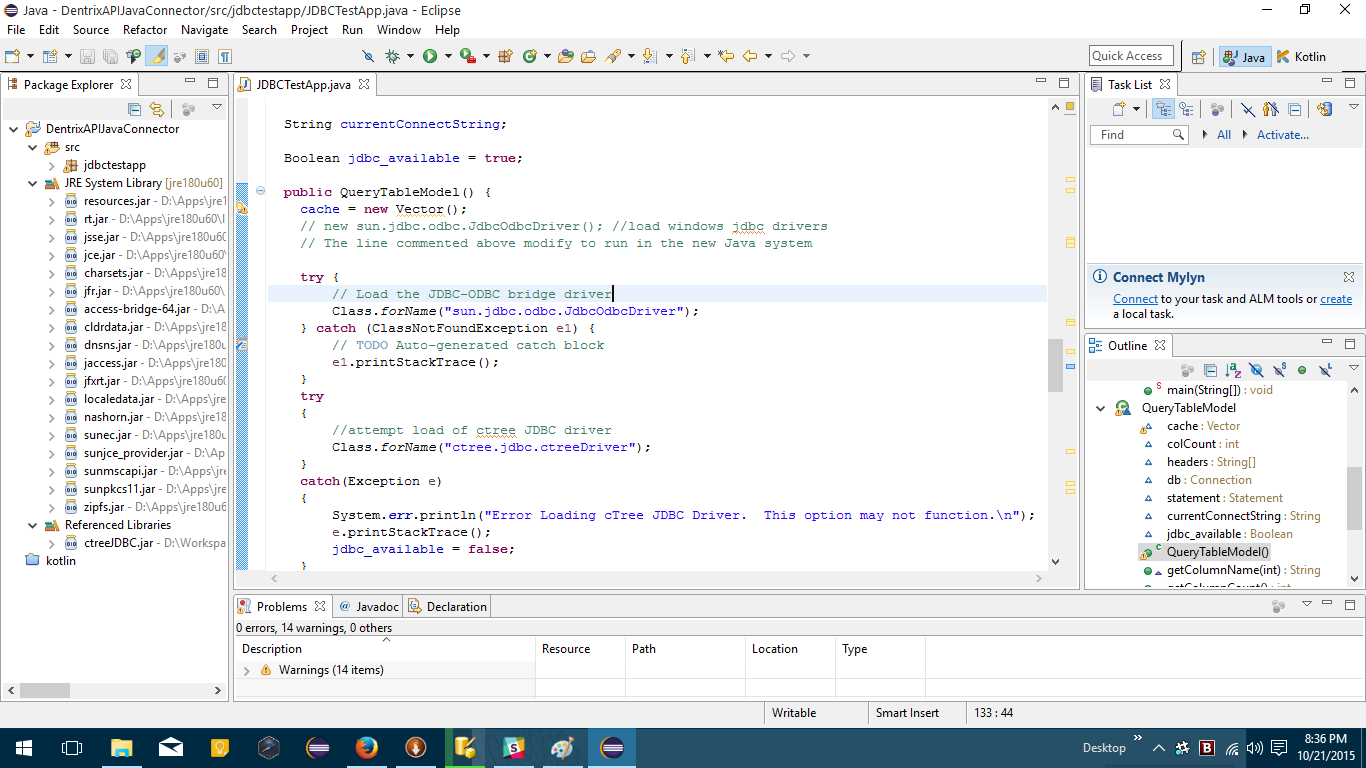 Java - DentrixAPIJavaConnector/src/jdbctestapp/JDBCTestApp.java - Eclipse
File Edit Source Refactor Navigate Search Project Run Window Help
Quick Access
Java
Kotlin
Package Explorer
DentrixAPIJavaConnector
src
jdbctestapp
JRE System Library [jre180u60]
resources.jar - D:\Apps\jre1
rt.jar - D:\Apps\jre180u60\l
jsse.jar - D:\Apps\jre180u60
jce.jar - D:\Apps\jre180u60\
charsets.jar - D:\Apps\jre18
jfr.jar - D:\Apps\jre180u60\
access-bridge-64.jar - D:\A
cldrdata.jar - D:\Apps\jre18
dnsns.jar - D:\Apps\jre180
jaccess.jar - D:\Apps\jre180
jfxrt.jar - D:\Apps\jre180u6
localedata.jar - D:\Apps\jre
nashorn.jar - D:\Apps\jre18
sunec.jar - D:\Apps\jre180u
sunjce_provider.jar - D:\Ap
sunmscapi.jar - D:\Apps\jre
sunpkcs11.jar - D:\Apps\jre
zipfs.jar - D:\Apps\jre180u6
Referenced Libraries
ctreeJDBC.jar - D:\Workspa
kotlin
JDBCTestApp.java
String currentConnectString;
Boolean jdbc_available = true;
public QueryTableModel() {
cache = new Vector();
// new sun.jdbc.odbc.JdbcOdbcDriver(); //load windows jdbc drivers
// The line commented above modify to run in the new Java system
try {
// Load the JDBC-ODBC bridge driver
Class.forName("sun.jdbc.odbc.JdbcOdbcDriver");
} catch (ClassNotFoundException e1) {
// TODO Auto-generated catch block
e1.printStackTrace();
}
try
{
//attempt load of ctree JDBC driver
Class.forName("ctree.jdbc.ctreeDriver");
}
catch(Exception e)
{
System.err.println("Error Loading cTree JDBC Driver.  This option may not function.\n");
e.printStackTrace();
jdbc_available = false;
}
Task List
Find
All
Activate...
Connect Mylyn
Connect to your task and ALM tools or create
a local task.
Outline
main(String[]) : void
QueryTableModel
cache : Vector
colCount : int
headers : String[]
db : Connection
statement : Statement
currentConnectString : String
jdbc_available : Boolean
QueryTableModel()
getColumnName(int) : String
getColumnCount() : int
Problems
@ Javadoc
Declaration
0 errors, 14 warnings, 0 others
Description Resource Path Location Type
Warnings (14 items)
Writable
Smart Insert
133 : 44
Desktop
8:36 PM
10/21/2015